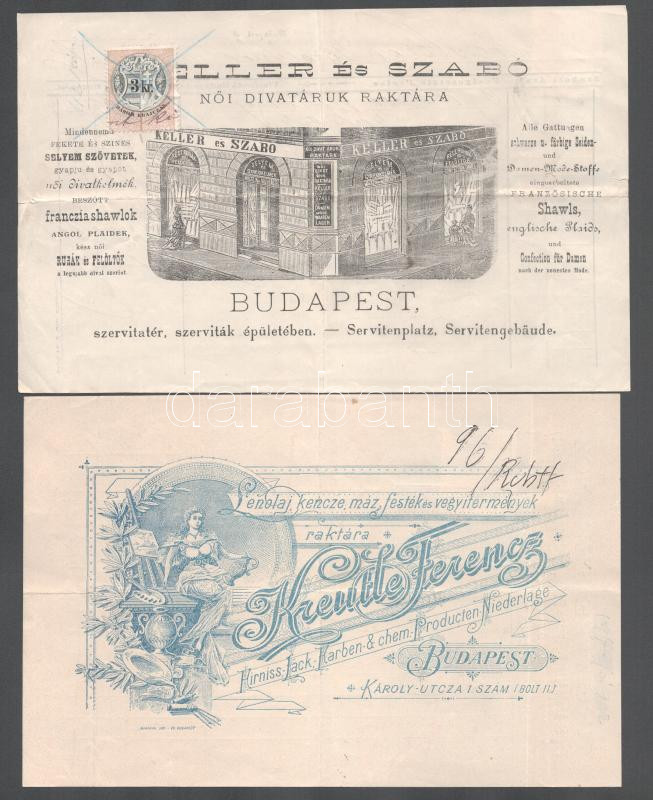 KELLER ÉS SZABÓ
NŐI DIVATÁRUK RAKTÁRA
3 Kr.
Mindennemü
FEKETE ÉS SZINES
SELYEM SZÖVETEK,
gyapju és gyapot
női divatkelmék.
BESZÖTT
francziashawlok
ANGOL PLAIDEK,
kész női
RUHÁK és FELÖLTŐK
a legujabb divat szerint
KELLER és SZABO
KELLER és SZABO
Alle Gattungen
schwarze u. färbige Seiden-
und
Damen-Mode-Stoffe
eingearbeitete
FRANZÖSISCHE
Shawls,
englische Plaids,
und
Confection für Damen
nach der neuesten Mode.
BUDAPEST,
szervitatér, szerviták épületében. — Servitenplatz, Servitengebäude.
darabanth
96/
Lenolaj, kencze, máz, festék és vegyitermények
raktára
Kreutle Ferencz
Firniss-Lack-Farben-& chem. Producten-Niederlage
BUDAPEST
KÁROLY-UTCZA 1. SZÁM (BOLT 11.)